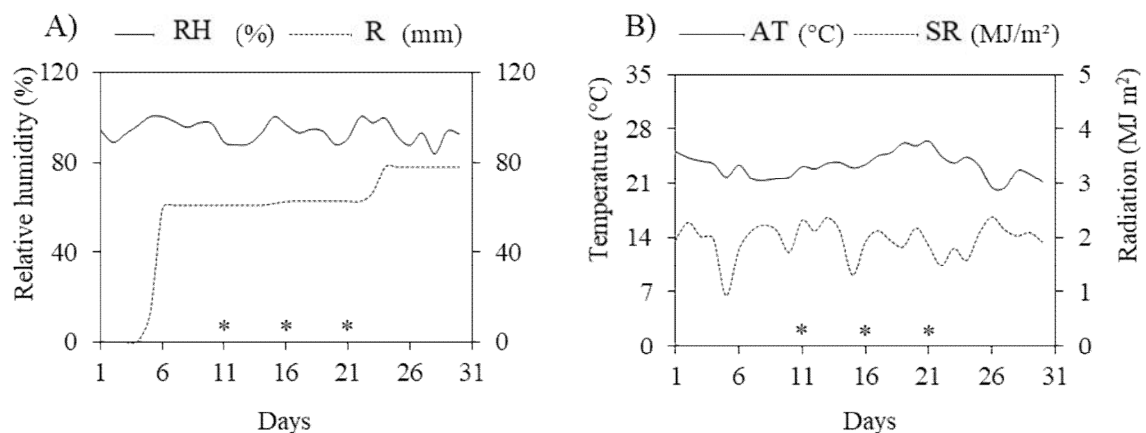 A) RH (%) R (mm)
120 120
80 80
40 40
0 0
* * *
1 6 11 16 21 26 31
Days
Relative humidity (%)
B) AT (°C) SR (MJ/m²)
35 5
28 4
21 3
14 2
7 1
0 0
* * *
1 6 11 16 21 26 31
Days
Temperature (°C)
Radiation (MJ m²)